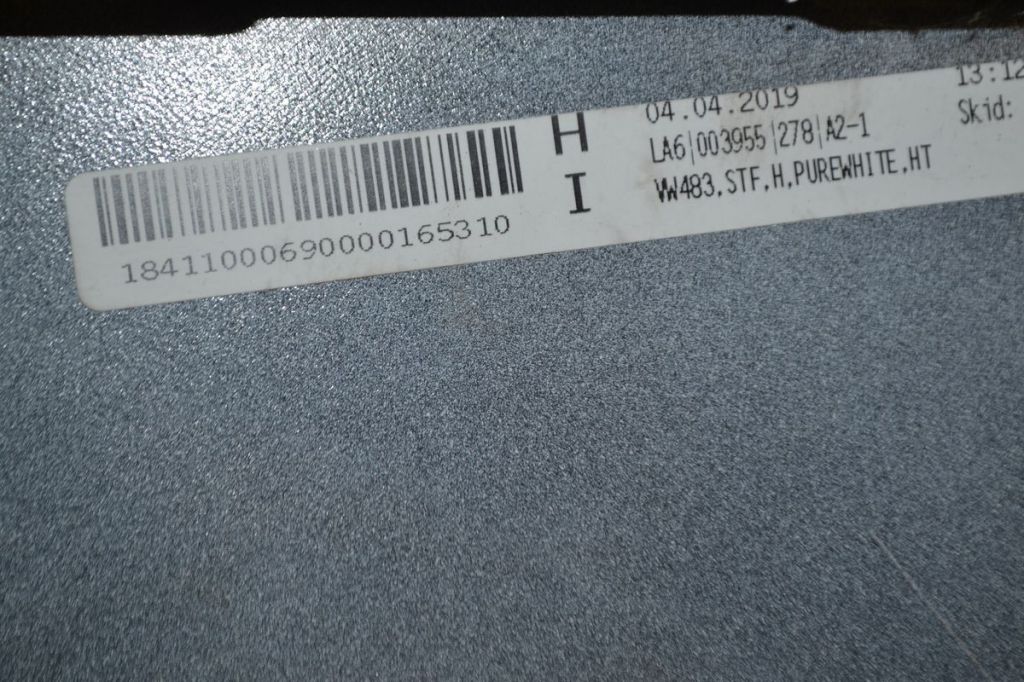 184110006900000165310
H
I
04.04.2019
13:12
LA6|003955|278|A2-1
Skid:
VW483,STF,H,PUREWHITE,HT